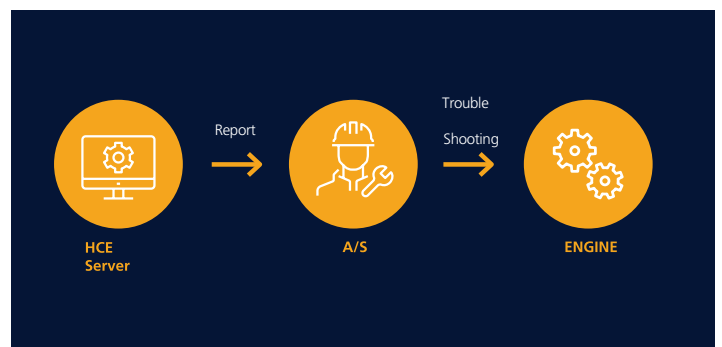 Report
Trouble
Shooting
HCE
Server
A/S
ENGINE